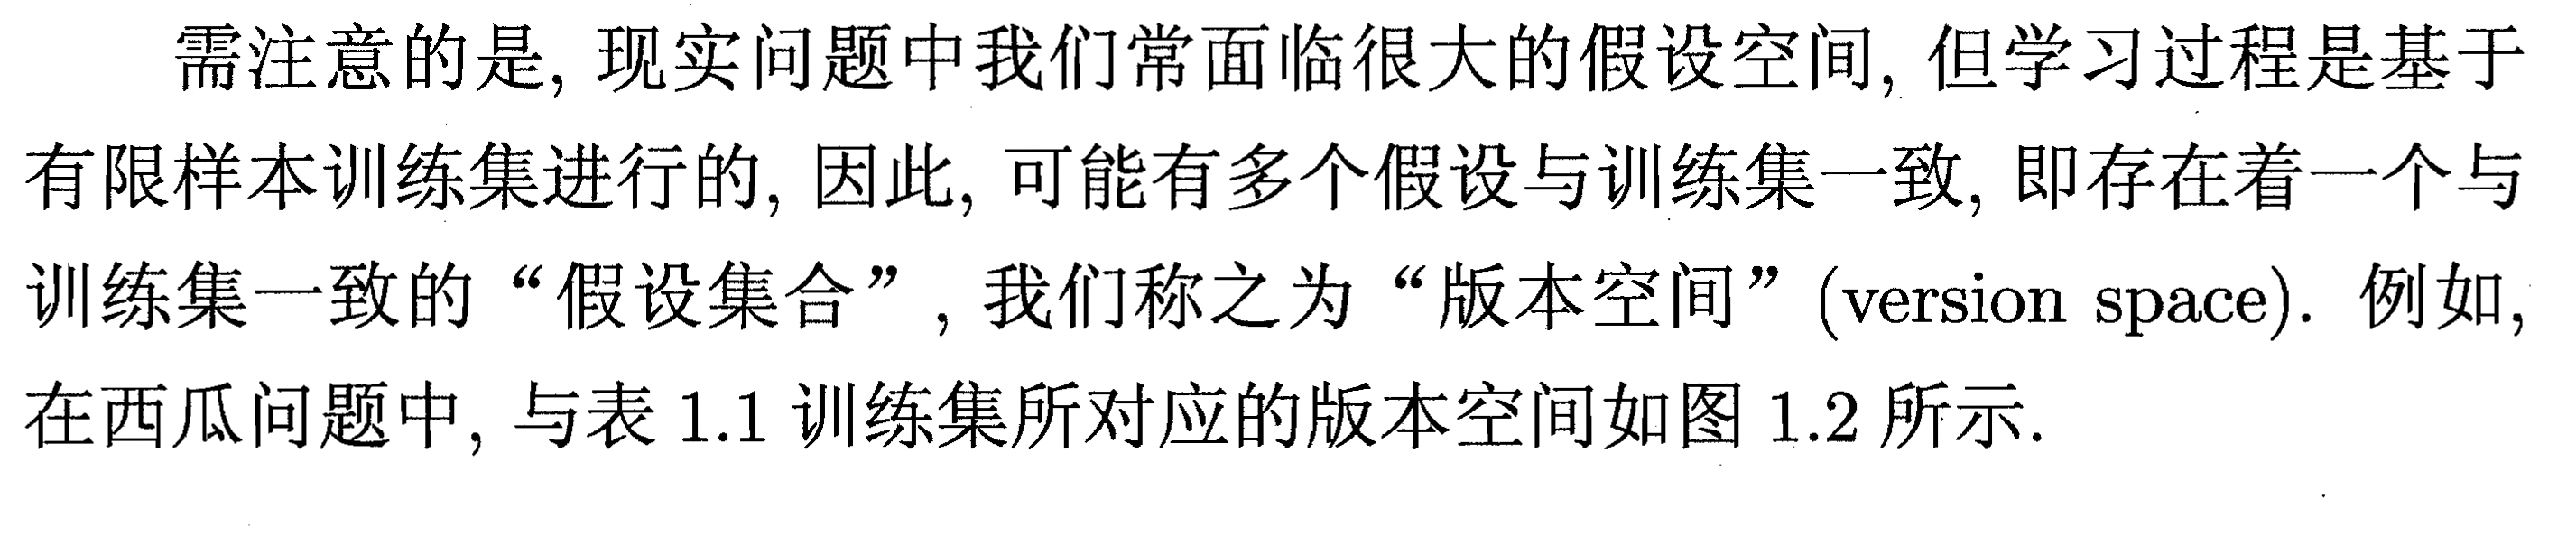 需注意的是, 现实问题中我们常面临很大的假设空间, 但学习过程是基于
有限样本训练集进行的, 因此, 可能有多个假设与训练集一致, 即存在着一个与
训练集一致的 “假设集合” , 我们称之为 “版本空间” (version space). 例如,
在西瓜问题中, 与表 1.1 训练集所对应的版本空间如图 1.2 所示.